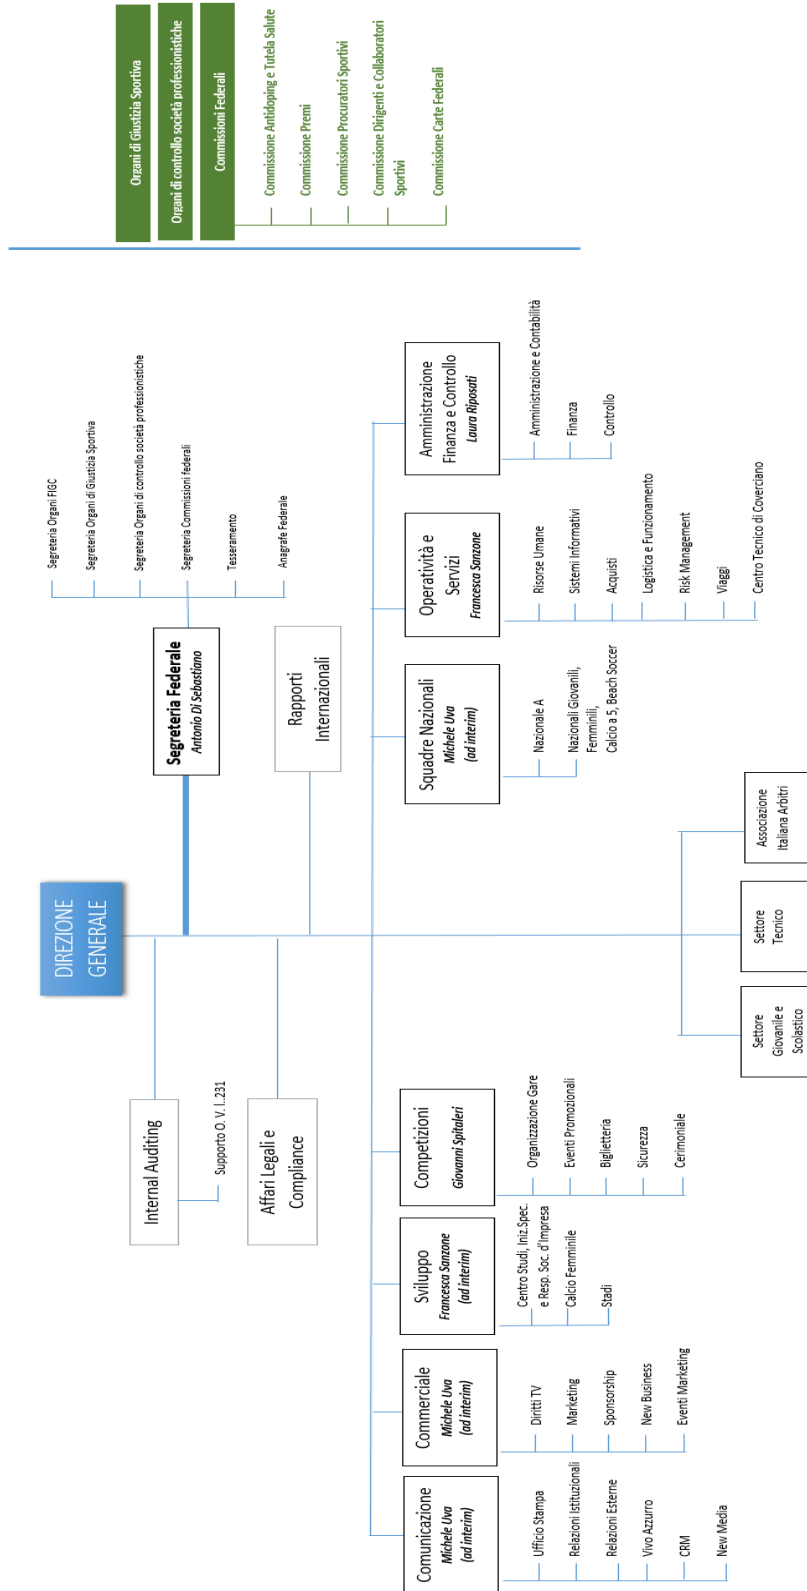 DIREZIONE
GENERALE
Internal Auditing
Supporto O. V. l..231
Affari Legali e
Compliance
Segreteria Federale
Antonio Di Sebastiano
Segreteria Organi FIGC
Segreteria Organi di Giustizia Sportiva
Segreteria Organi di controllo società professionistiche
Segreteria Commissioni federali
Tesseramento
Anagrafe Federale
Rapporti
Internazionali
Comunicazione
Michele Uva
(ad interim)
Ufficio Stampa
Relazioni Istituzionali
Relazioni Esterne
Vivo Azzurro
CRM
New Media
Commerciale
Michele Uva
(ad interim)
Diritti TV
Marketing
Sponsorship
New Business
Eventi Marketing
Sviluppo
Francesca Sanzone
(ad interim)
Centro Studi, Iniz.Spec.
e Resp. Soc. d'Impresa
Calcio Femminile
Stadi
Competizioni
Giovanni Spitaleri
Organizzazione Gare
Eventi Promozionali
Biglietteria
Sicurezza
Cerimoniale
Squadre Nazionali
Michele Uva
(ad interim)
Nazionale A
Nazionali Giovanili,
Femminili,
Calcio a 5, Beach Soccer
Operatività e
Servizi
Francesca Sanzone
Risorse Umane
Sistemi Informativi
Acquisti
Logistica e Funzionamento
Risk Management
Viaggi
Centro Tecnico di Coverciano
Amministrazione
Finanza e Controllo
Laura Riposati
Amministrazione e Contabilità
Finanza
Controllo
Settore
Giovanile e
Scolastico
Settore
Tecnico
Associazione
Italiana Arbitri
Organi di Giustizia Sportiva
Organi di controllo società professionistiche
Commissioni Federali
Commissione Antidoping e Tutela Salute
Commissione Premi
Commissione Procuratori Sportivi
Commissione Dirigenti e Collaboratori
Sportivi
Commissione Carte Federali